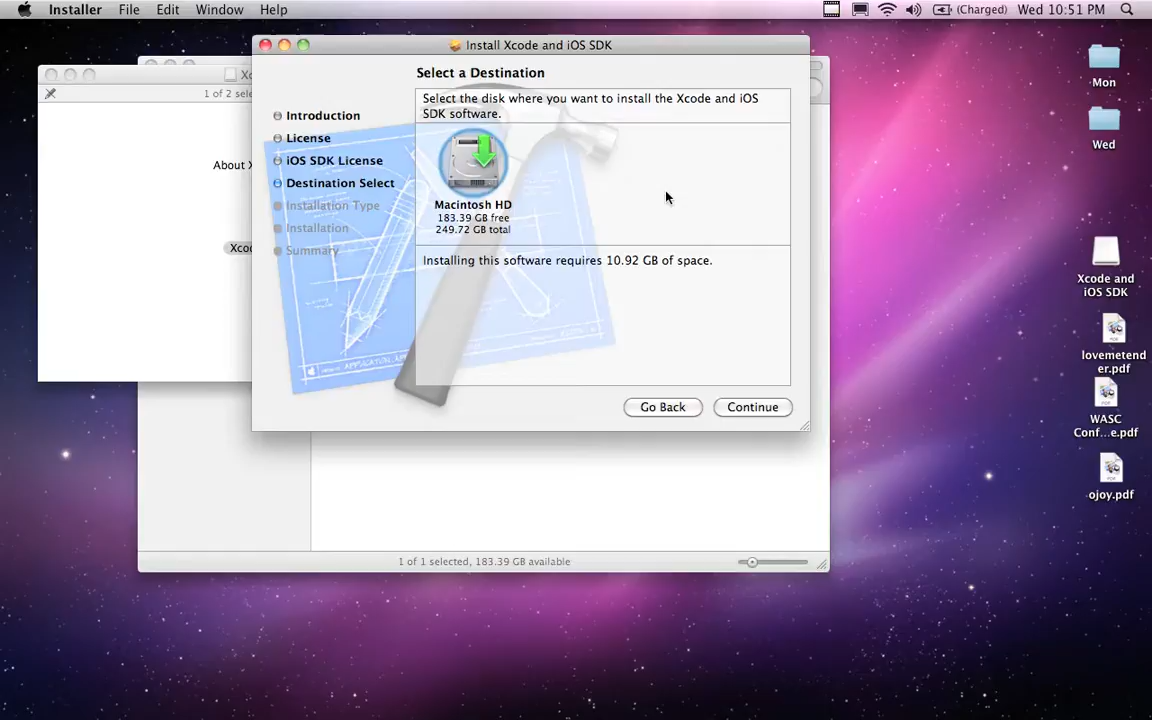 Installer File Edit Window Help (Charged) Wed 10:51 PM
Install Xcode and iOS SDK
Select a Destination
1 of 2 sele
About X
Xco
Introduction
License
iOS SDK License
Destination Select
Installation Type
Installation
Summary
Select the disk where you want to install the Xcode and iOS
SDK software.
Macintosh HD
183.39 GB free
249.72 GB total
Installing this software requires 10.92 GB of space.
Go Back Continue
1 of 1 selected, 183.39 GB available
Mon
Wed
Xcode and
iOS SDK
lovemetend
er.pdf
WASC
Conf...e.pdf
ojoy.pdf